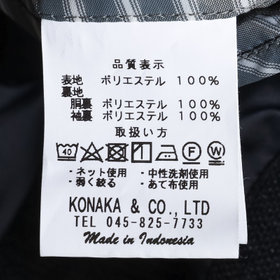 品質表示
表地 ポリエステル 100%
裏地
胴裏 ポリエステル 100%
袖裏 ポリエステル 100%
取扱い方
40 P W
・ネット使用 ・中性洗剤使用
・弱く絞る ・あて布使用
KONAKA & CO., LTD
TEL 045-825-7733
Made in Indonesia